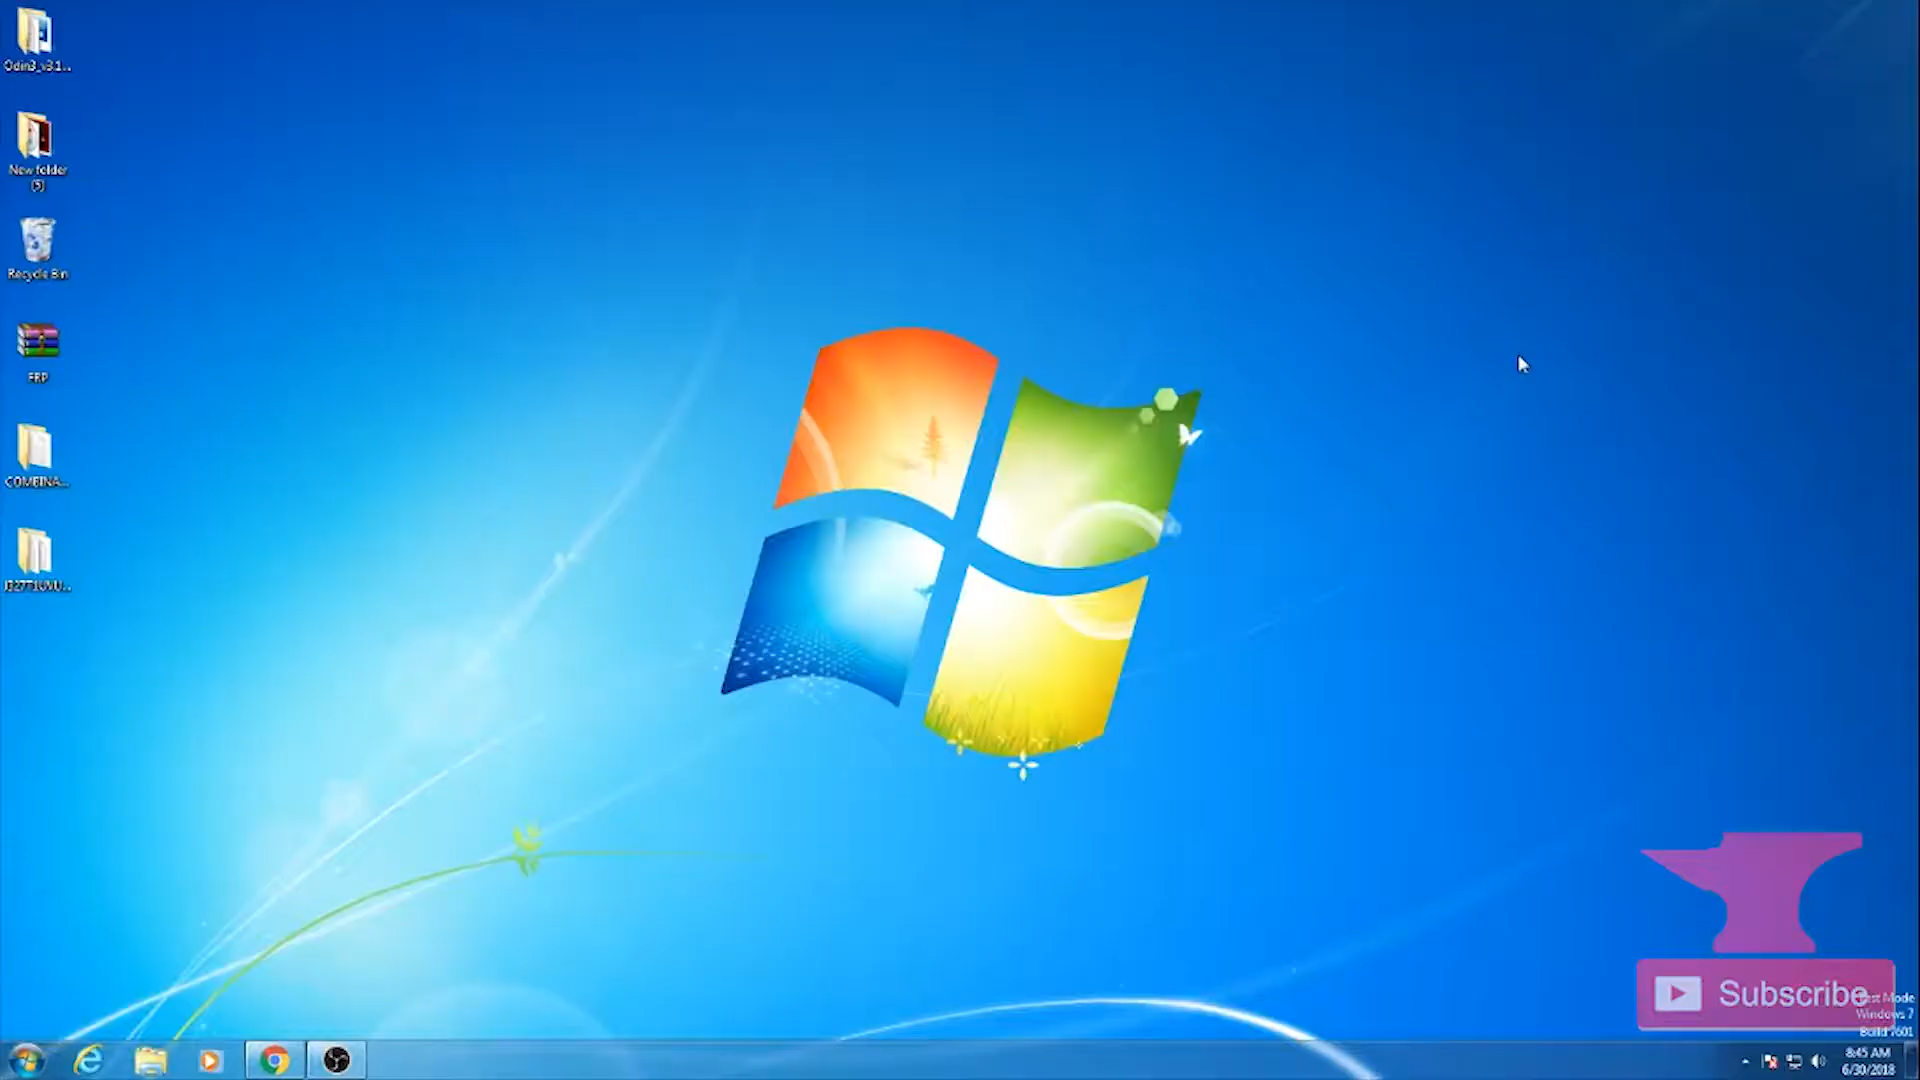 Odin3_v3.1...
New folder
(5)
Recycle Bin
FRP
COMBINA...
J327T1UVU...
Subscribe
Test Mode
Windows 7
Build 7601
8:45 AM
6/30/2018